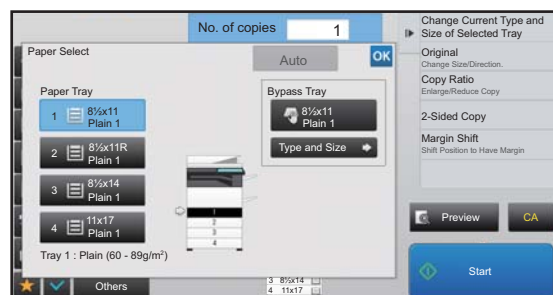 No. of copies 1
Paper Select
Auto
OK
Paper Tray
1 8½x11
Plain 1
2 8½x11R
Plain 1
3 8½x14
Plain 1
4 11x17
Plain 1
Tray 1 : Plain (60 - 89g/m²)
Bypass Tray
8½x11
Plain 1
Type and Size
1
2
3
4
Others
3 8½x14
4 11x17
Change Current Type and
Size of Selected Tray
Original
Change Size/Direction.
Copy Ratio
Enlarge/Reduce Copy
2-Sided Copy
Margin Shift
Shift Position to Have Margin
Preview
CA
Start